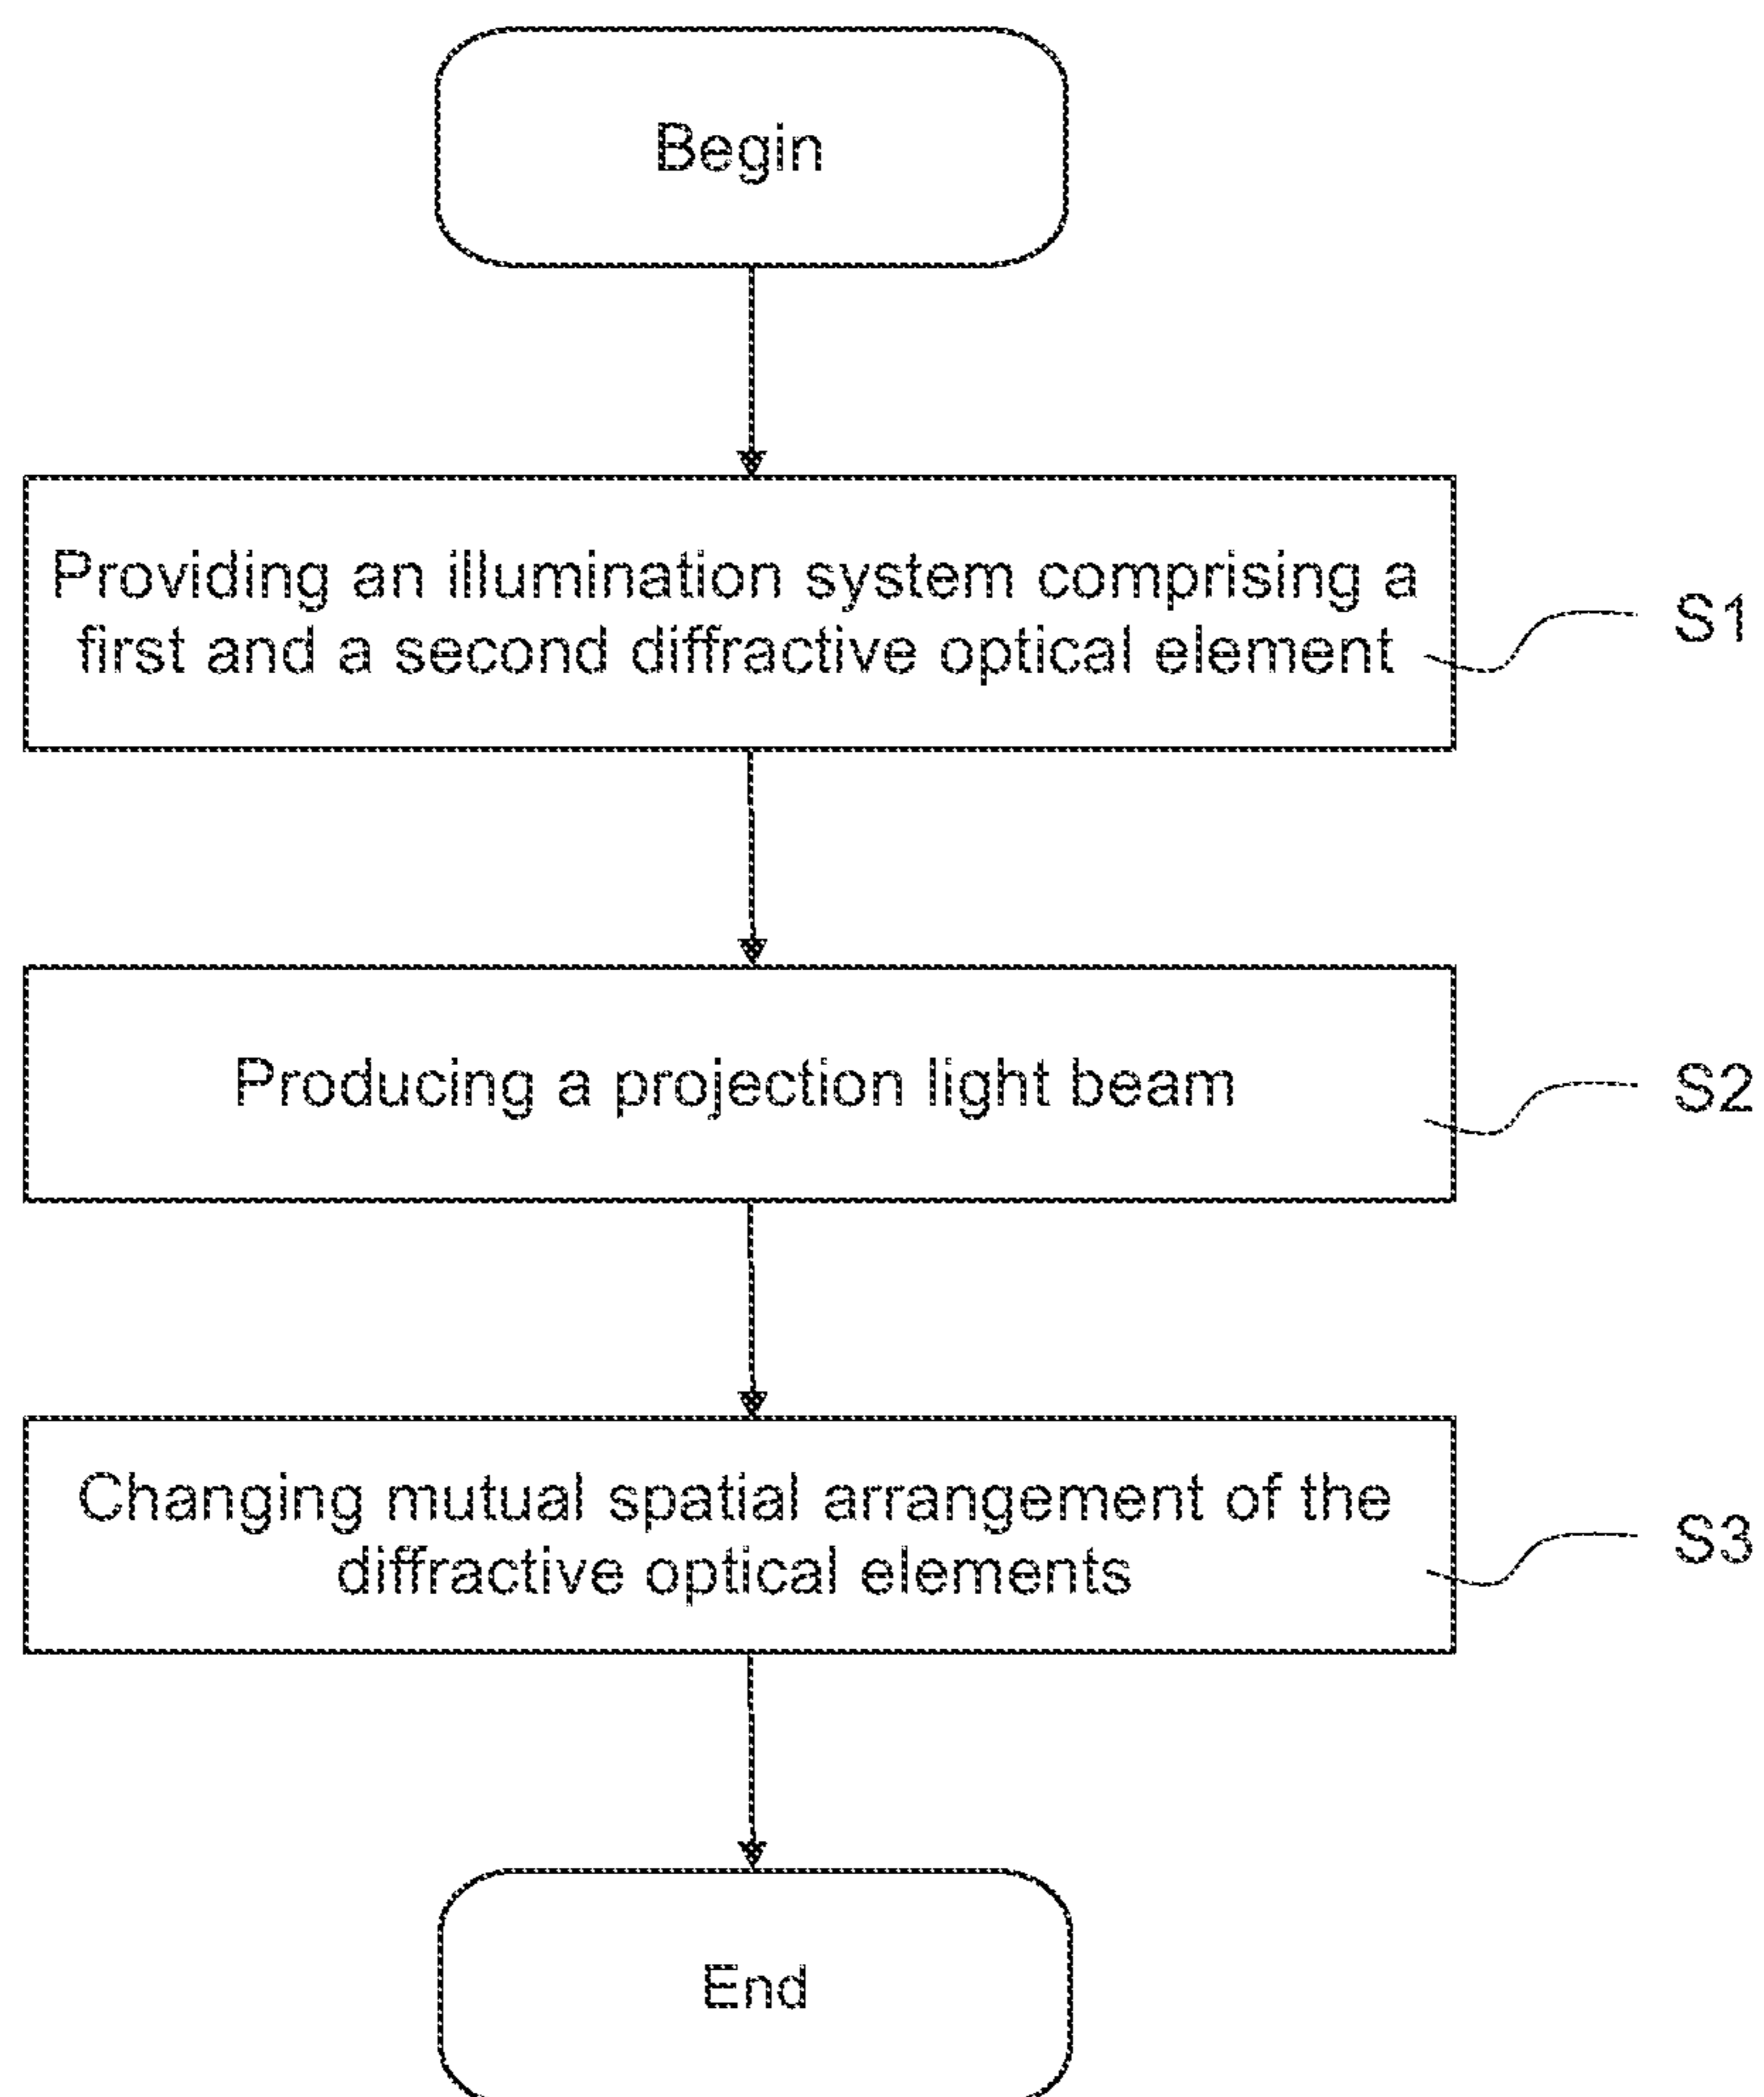 Begin
Providing an illumination system comprising a
first and a second diffractive optical element
S1
Producing a projection light beam
S2
Changing mutual spatial arrangement of the
diffractive optical elements
S3
End